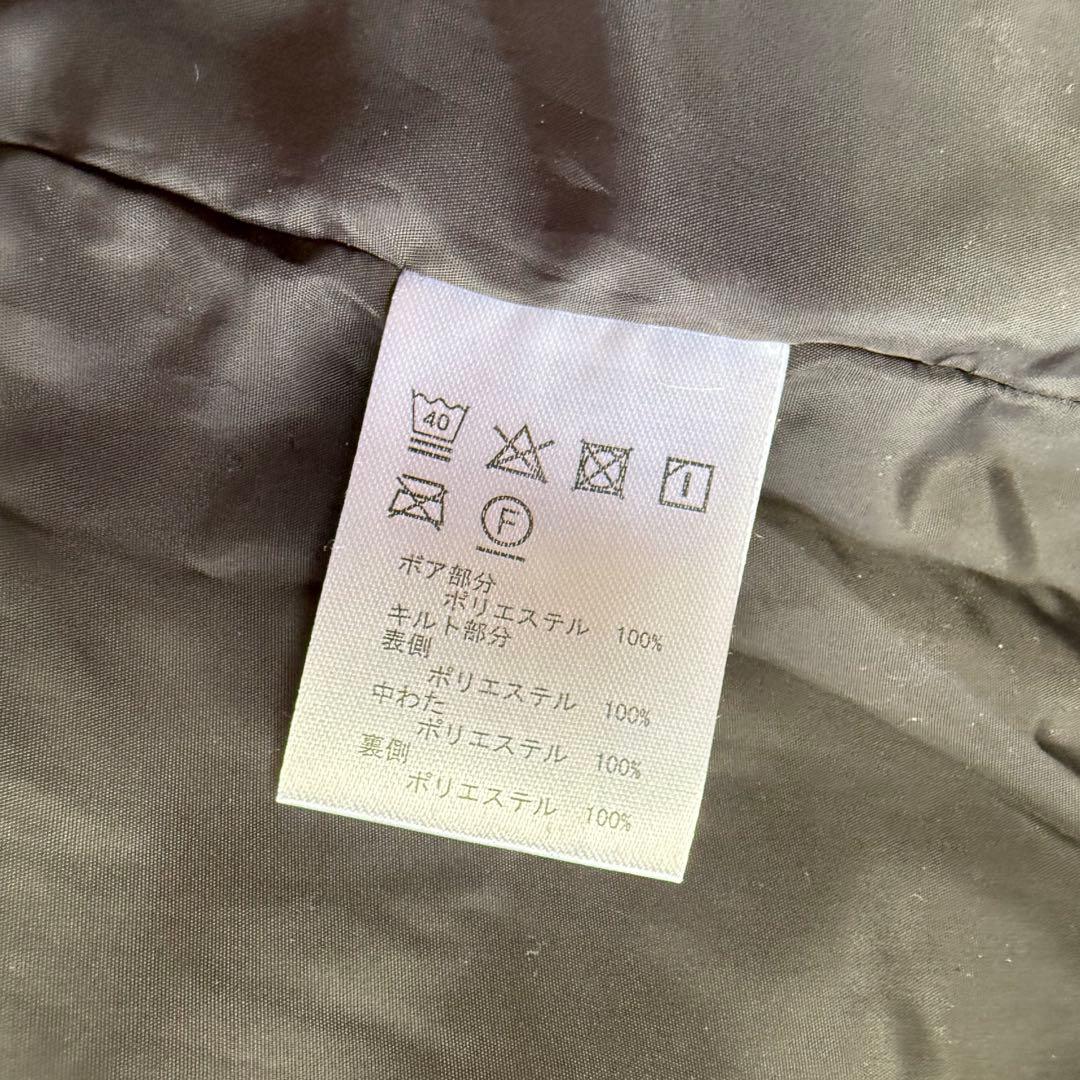 40
F
ボア部分
ポリエステル 100%
キルト部分
表側
ポリエステル 100%
中わた
ポリエステル 100%
裏側
ポリエステル 100%